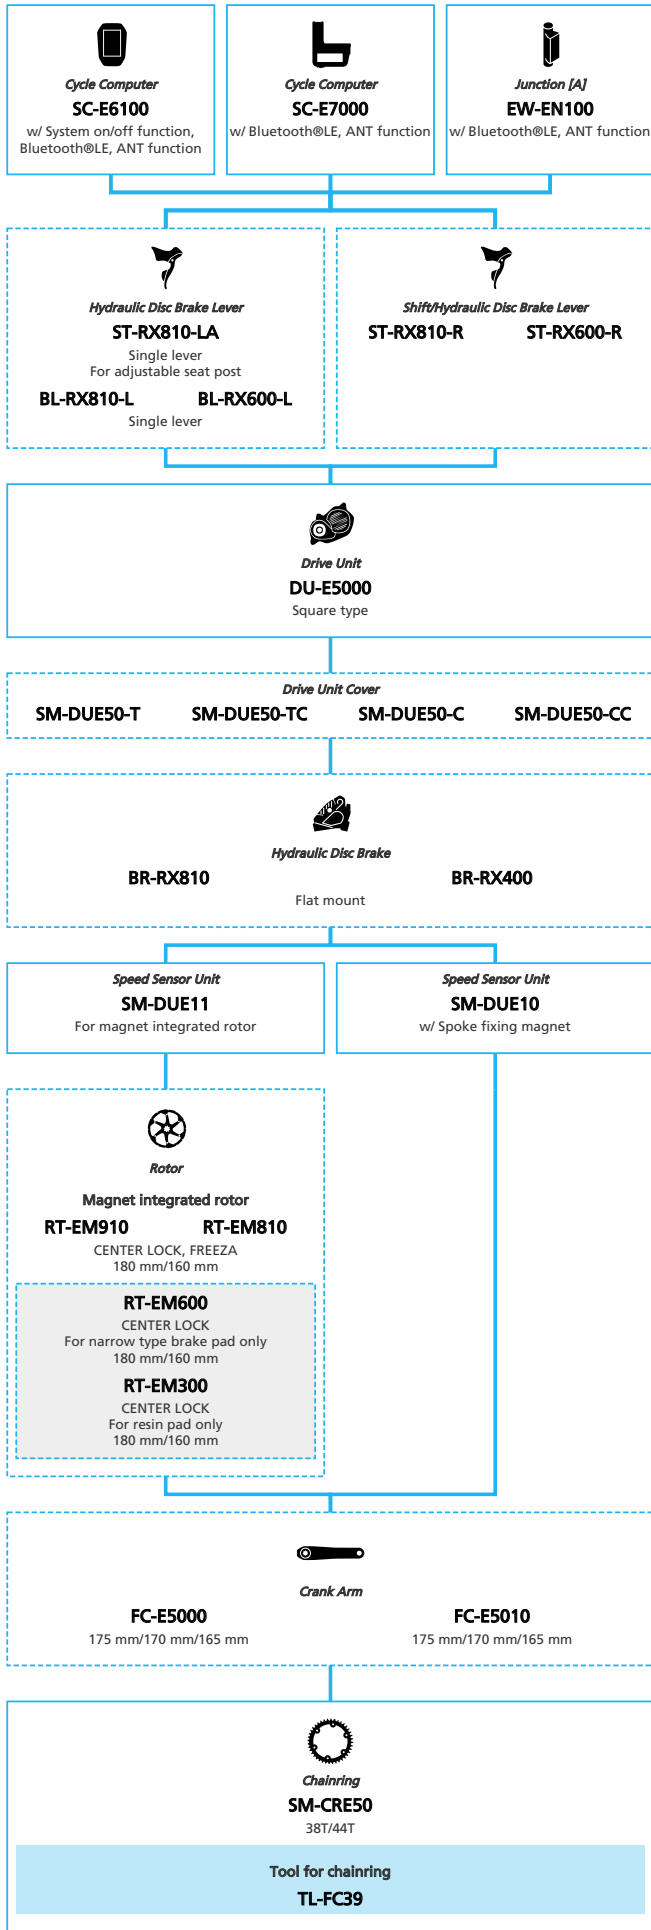 Cycle Computer
SC-E6100
w/ System on/off function,
Bluetooth®LE, ANT function
Cycle Computer
SC-E7000
w/ Bluetooth®LE, ANT function
Junction [A]
EW-EN100
w/ Bluetooth®LE, ANT function
Hydraulic Disc Brake Lever
ST-RX810-LA
Single lever
For adjustable seat post
BL-RX810-L BL-RX600-L
Single lever
Shift/Hydraulic Disc Brake Lever
ST-RX810-R ST-RX600-R
Drive Unit
DU-E5000
Square type
Drive Unit Cover
SM-DUE50-T SM-DUE50-TC SM-DUE50-C SM-DUE50-CC
Hydraulic Disc Brake
BR-RX810 BR-RX400
Flat mount
Speed Sensor Unit
SM-DUE11
For magnet integrated rotor
Speed Sensor Unit
SM-DUE10
w/ Spoke fixing magnet
Rotor
Magnet integrated rotor
RT-EM910 RT-EM810
CENTER LOCK, FREEZA
180 mm/160 mm
RT-EM600
CENTER LOCK
For narrow type brake pad only
180 mm/160 mm
RT-EM300
CENTER LOCK
For resin pad only
180 mm/160 mm
Crank Arm
FC-E5000 FC-E5010
175 mm/170 mm/165 mm 175 mm/170 mm/165 mm
Chainring
SM-CRE50
38T/44T
Tool for chainring
TL-FC39